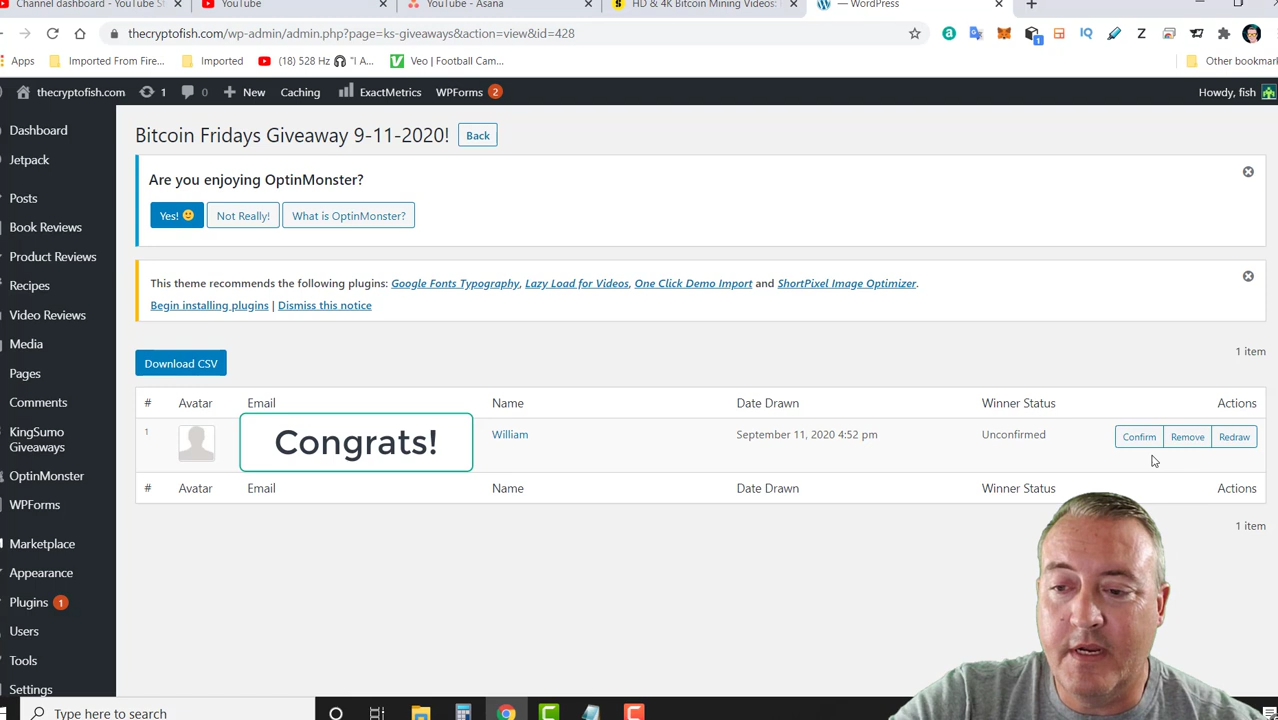 Channel dashboard - YouTube St
YouTube
YouTube - Asana
HD & 4K Bitcoin Mining Videos:
— WordPress
thecryptofish.com/wp-admin/admin.php?page=ks-giveaways&action=view&id=428
Apps
Imported From Fire...
Imported
(18) 528 Hz "I A...
Veo | Football Cam...
Other bookmar
thecryptofish.com
1
0
New
Caching
ExactMetrics
WPForms 2
Howdy, fish
Dashboard
Jetpack
Posts
Book Reviews
Product Reviews
Recipes
Video Reviews
Media
Pages
Comments
KingSumo
Giveaways
OptinMonster
WPForms
Marketplace
Appearance
Plugins 1
Users
Tools
Settings
Bitcoin Fridays Giveaway 9-11-2020! Back
Are you enjoying OptinMonster?
Yes! 🙂 Not Really! What is OptinMonster?
This theme recommends the following plugins: Google Fonts Typography, Lazy Load for Videos, One Click Demo Import and ShortPixel Image Optimizer.
Begin installing plugins | Dismiss this notice
Download CSV
1 item
# Avatar Email Name Date Drawn Winner Status Actions
1 Congrats! William September 11, 2020 4:52 pm Unconfirmed Confirm Remove Redraw
# Avatar Email Name Date Drawn Winner Status Actions
1 item
Type here to search